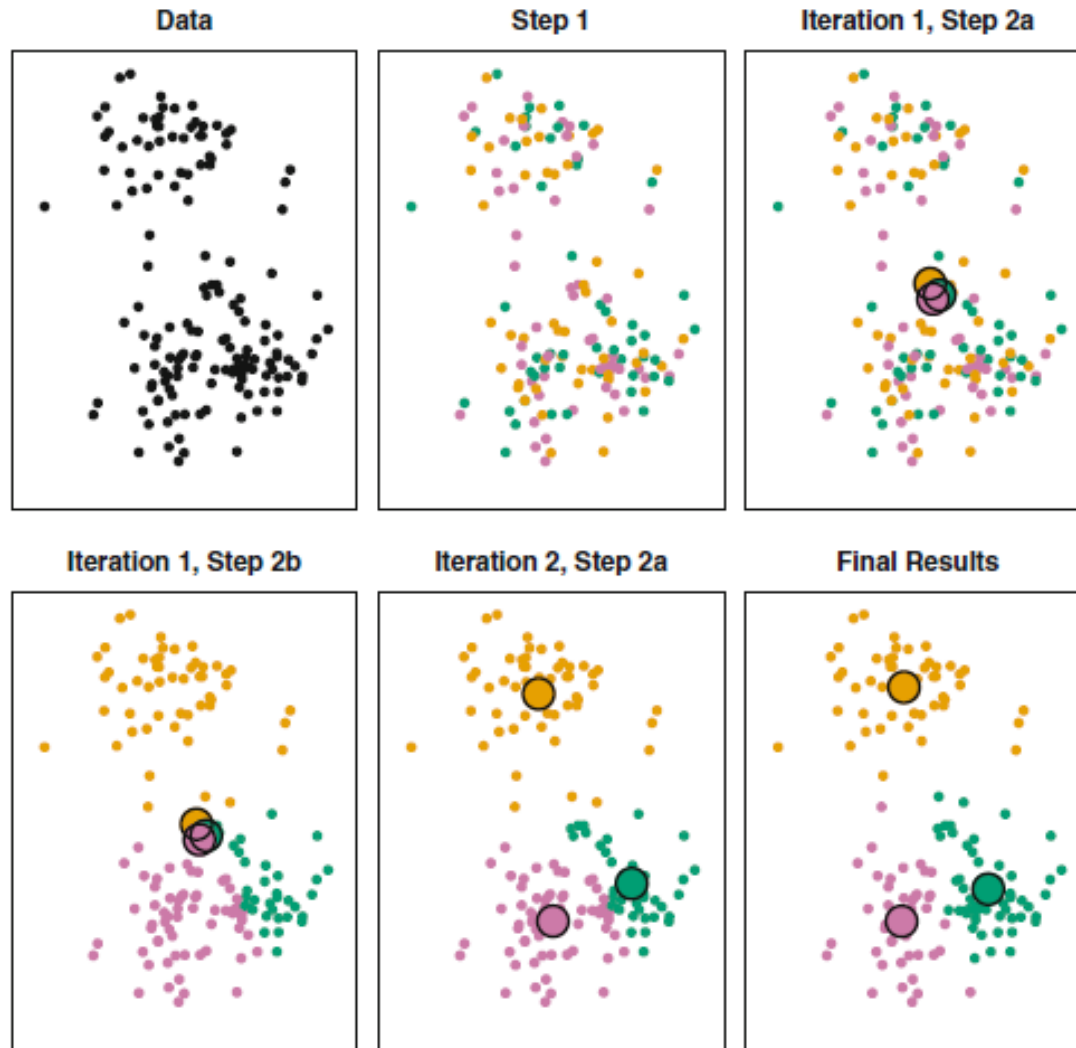 Data
Step 1
Iteration 1, Step 2a
Iteration 1, Step 2b
Iteration 2, Step 2a
Final Results